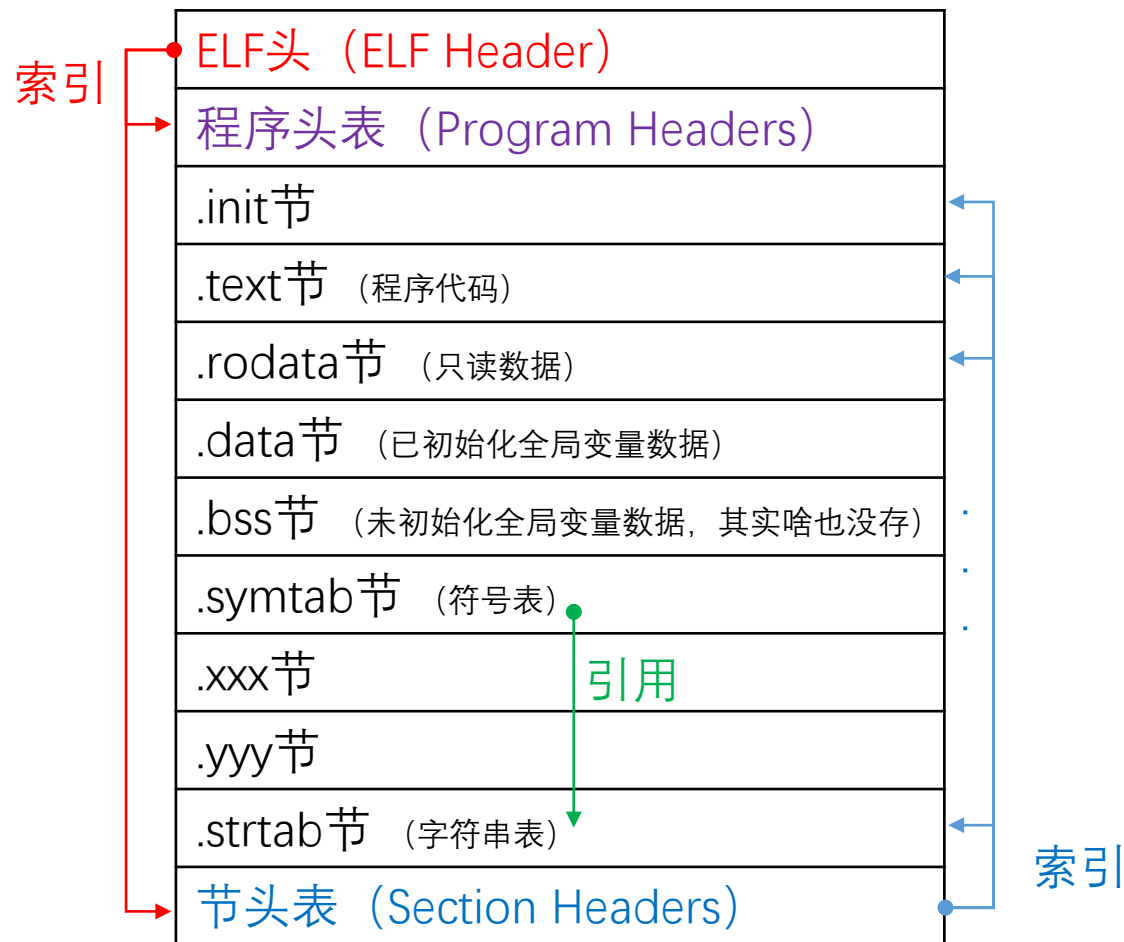 ELF头（ELF Header）
索引
程序头表（Program Headers）
.init节
.text节 （程序代码）
.rodata节 （只读数据）
.data节 （已初始化全局变量数据）
.bss节 （未初始化全局变量数据，其实啥也没存）
.symtab节 （符号表）
.xxx节
引用
.yyy节
.strtab节 （字符串表）
索引
节头表（Section Headers）